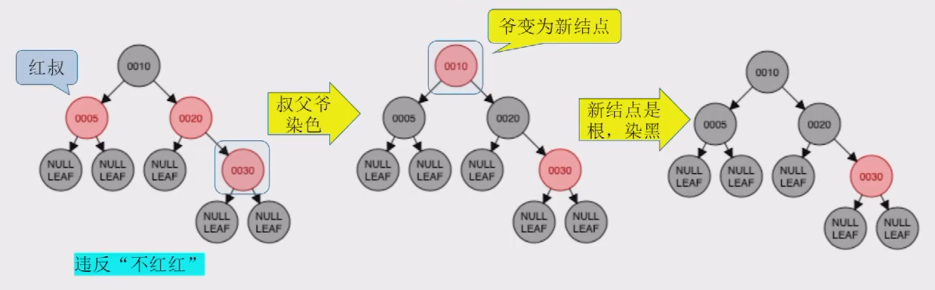 爷变为新结点
红叔
0010
0005
0020
NULL
LEAF
NULL
LEAF
NULL
LEAF
0030
NULL
LEAF
NULL
LEAF
违反“不红红”
叔父爷
染色
0010
0005
0020
NULL
LEAF
NULL
LEAF
NULL
LEAF
0030
NULL
LEAF
NULL
LEAF
新结点是
根，染黑
0010
0005
0020
NULL
LEAF
NULL
LEAF
NULL
LEAF
0030
NULL
LEAF
NULL
LEAF